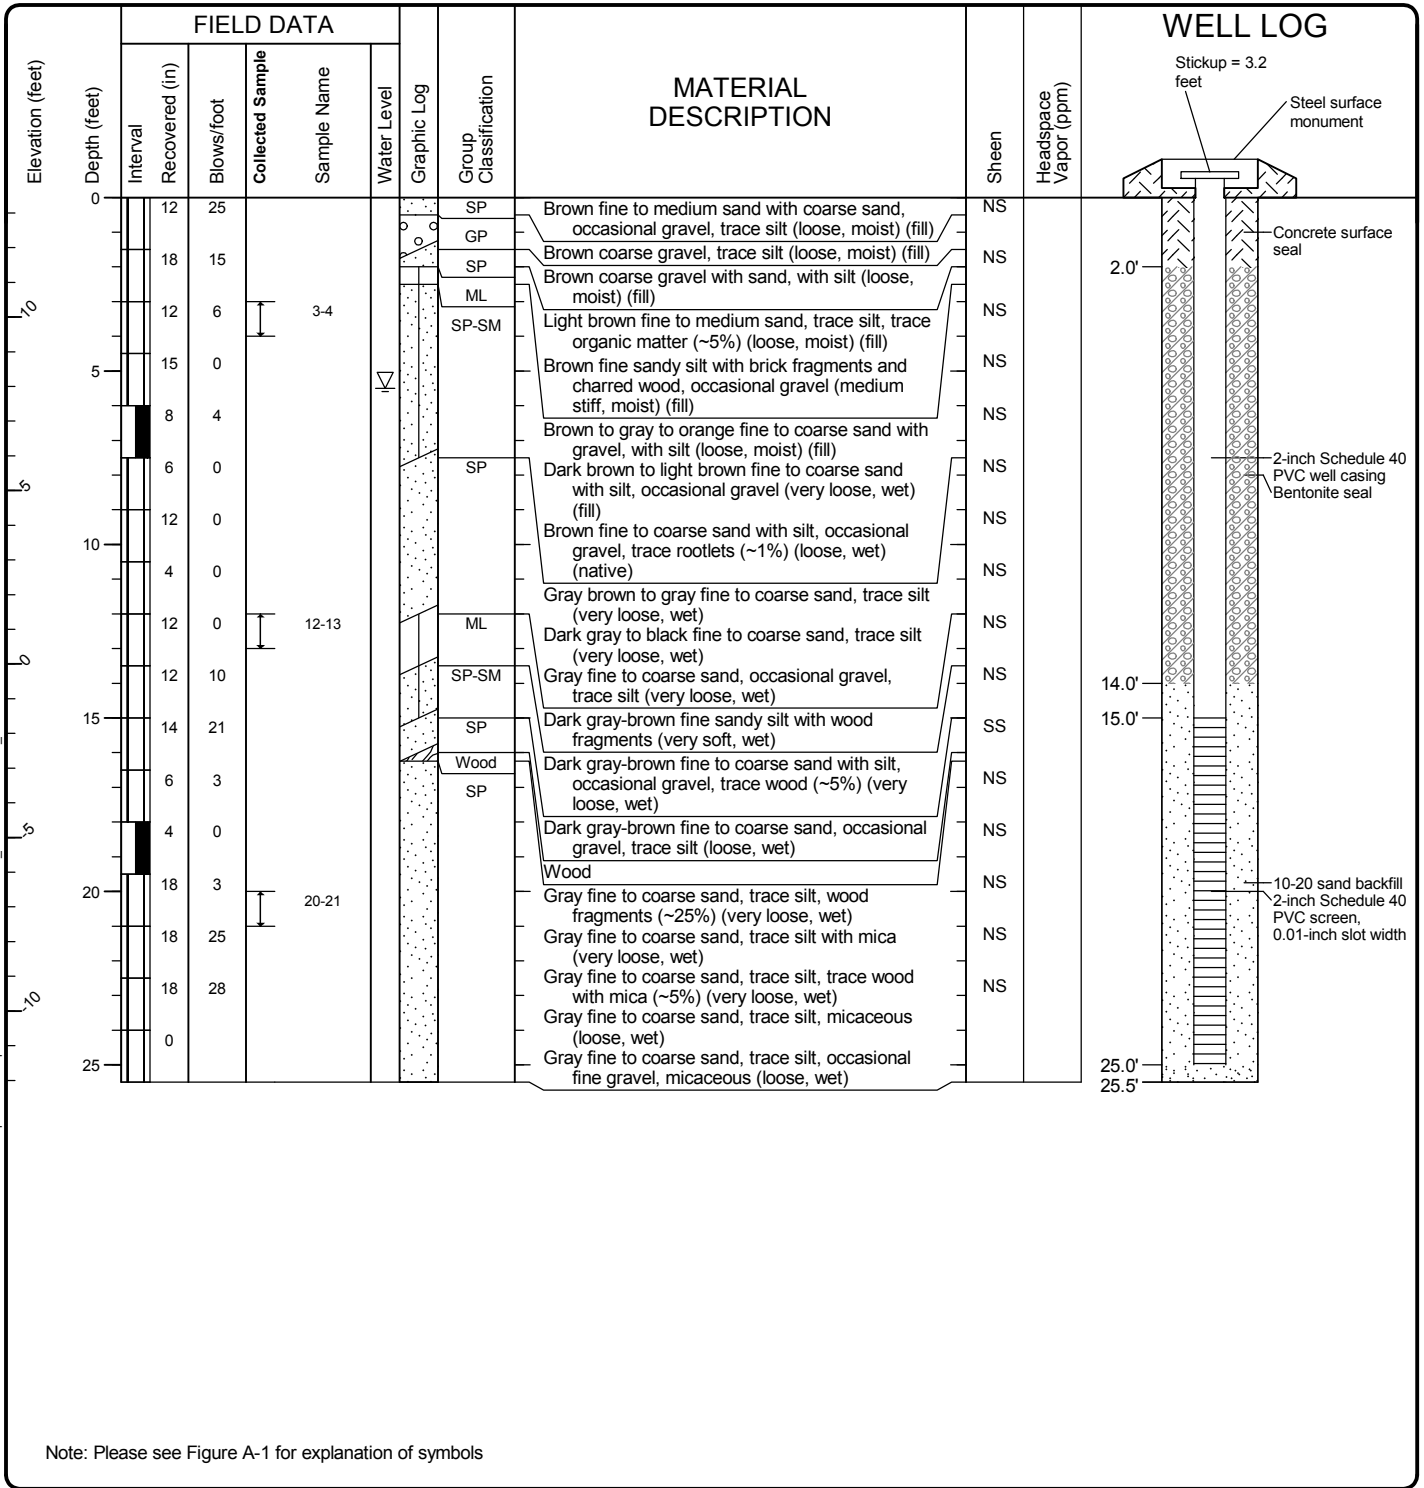 FIELD DATA
WELL LOG
Elevation (feet)
Depth (feet)
Interval
Recovered (in)
Blows/foot
Collected Sample
Sample Name
Water Level
Graphic Log
Group
Classification
MATERIAL
DESCRIPTION
Sheen
Headspace
Vapor (ppm)
Stickup = 3.2
feet
Steel surface
monument
0
12
25
SP
Brown fine to medium sand with coarse sand,
occasional gravel, trace silt (loose, moist) (fill)
NS
GP
Brown coarse gravel, trace silt (loose, moist) (fill)
Concrete surface
seal
18
15
SP
Brown coarse gravel with sand, with silt (loose,
moist) (fill)
NS
2.0'
ML
10
12
6
3-4
SP-SM
Light brown fine to medium sand, trace silt, trace
organic matter (~5%) (loose, moist) (fill)
NS
5
15
0
Brown fine sandy silt with brick fragments and
charred wood, occasional gravel (medium
stiff, moist) (fill)
NS
8
4
NS
Brown to gray to orange fine to coarse sand with
gravel, with silt (loose, moist) (fill)
6
0
SP
Dark brown to light brown fine to coarse sand
with silt, occasional gravel (very loose, wet)
(fill)
NS
2-inch Schedule 40
PVC well casing
Bentonite seal
5
12
0
Brown fine to coarse sand with silt, occasional
gravel, trace rootlets (~1%) (loose, wet)
(native)
NS
10
4
0
NS
Gray brown to gray fine to coarse sand, trace silt
(very loose, wet)
12
0
12-13
ML
Dark gray to black fine to coarse sand, trace silt
(very loose, wet)
NS
0
12
10
SP-SM
Gray fine to coarse sand, occasional gravel,
trace silt (very loose, wet)
NS
14.0'
15
14
21
SP
Dark gray-brown fine sandy silt with wood
fragments (very soft, wet)
SS
15.0'
Wood
Dark gray-brown fine to coarse sand with silt,
occasional gravel, trace wood (~5%) (very
loose, wet)
6
3
SP
NS
-5
4
0
Dark gray-brown fine to coarse sand, occasional
gravel, trace silt (loose, wet)
NS
Wood
20
18
3
20-21
Gray fine to coarse sand, trace silt, wood
fragments (~25%) (very loose, wet)
NS
10-20 sand backfill
2-inch Schedule 40
PVC screen,
0.01-inch slot width
18
25
Gray fine to coarse sand, trace silt with mica
(very loose, wet)
NS
18
28
Gray fine to coarse sand, trace silt, trace wood
with mica (~5%) (very loose, wet)
NS
-10
0
Gray fine to coarse sand, trace silt, micaceous
(loose, wet)
25
Gray fine to coarse sand, trace silt, occasional
fine gravel, micaceous (loose, wet)
25.0'
25.5'
Note: Please see Figure A-1 for explanation of symbols